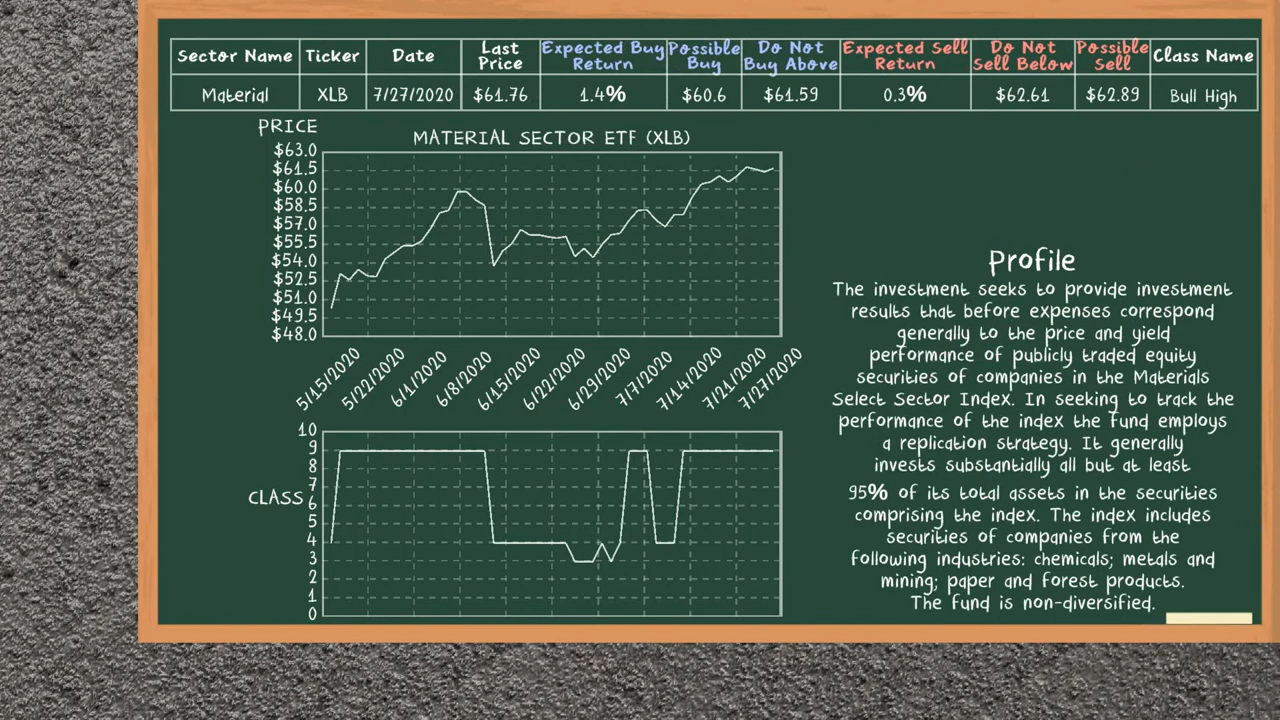 Sector Name Ticker Date Last Price Expected Buy Return Possible Buy Do Not Buy Above Expected Sell Return Do Not Sell Below Possible Sell Class Name
Material XLB 7/27/2020 $61.76 1.4% $60.6 $61.59 0.3% $62.61 $62.89 Bull High
PRICE
MATERIAL SECTOR ETF (XLB)
$63.0
$61.5
$60.0
$58.5
$57.0
$55.5
$54.0
$52.5
$51.0
$49.5
$48.0
5/15/2020 5/22/2020 6/1/2020 6/8/2020 6/15/2020 6/22/2020 6/29/2020 7/7/2020 7/14/2020 7/21/2020 7/27/2020
CLASS
10
9
8
7
6
5
4
3
2
1
0
Profile
The investment seeks to provide investment
results that before expenses correspond
generally to the price and yield
performance of publicly traded equity
securities of companies in the Materials
Select Sector Index. In seeking to track the
performance of the index the fund employs
a replication strategy. It generally
invests substantially all but at least
95% of its total assets in the securities
comprising the index. The index includes
securities of companies from the
following industries: chemicals; metals and
mining; paper and forest products.
The fund is non-diversified.